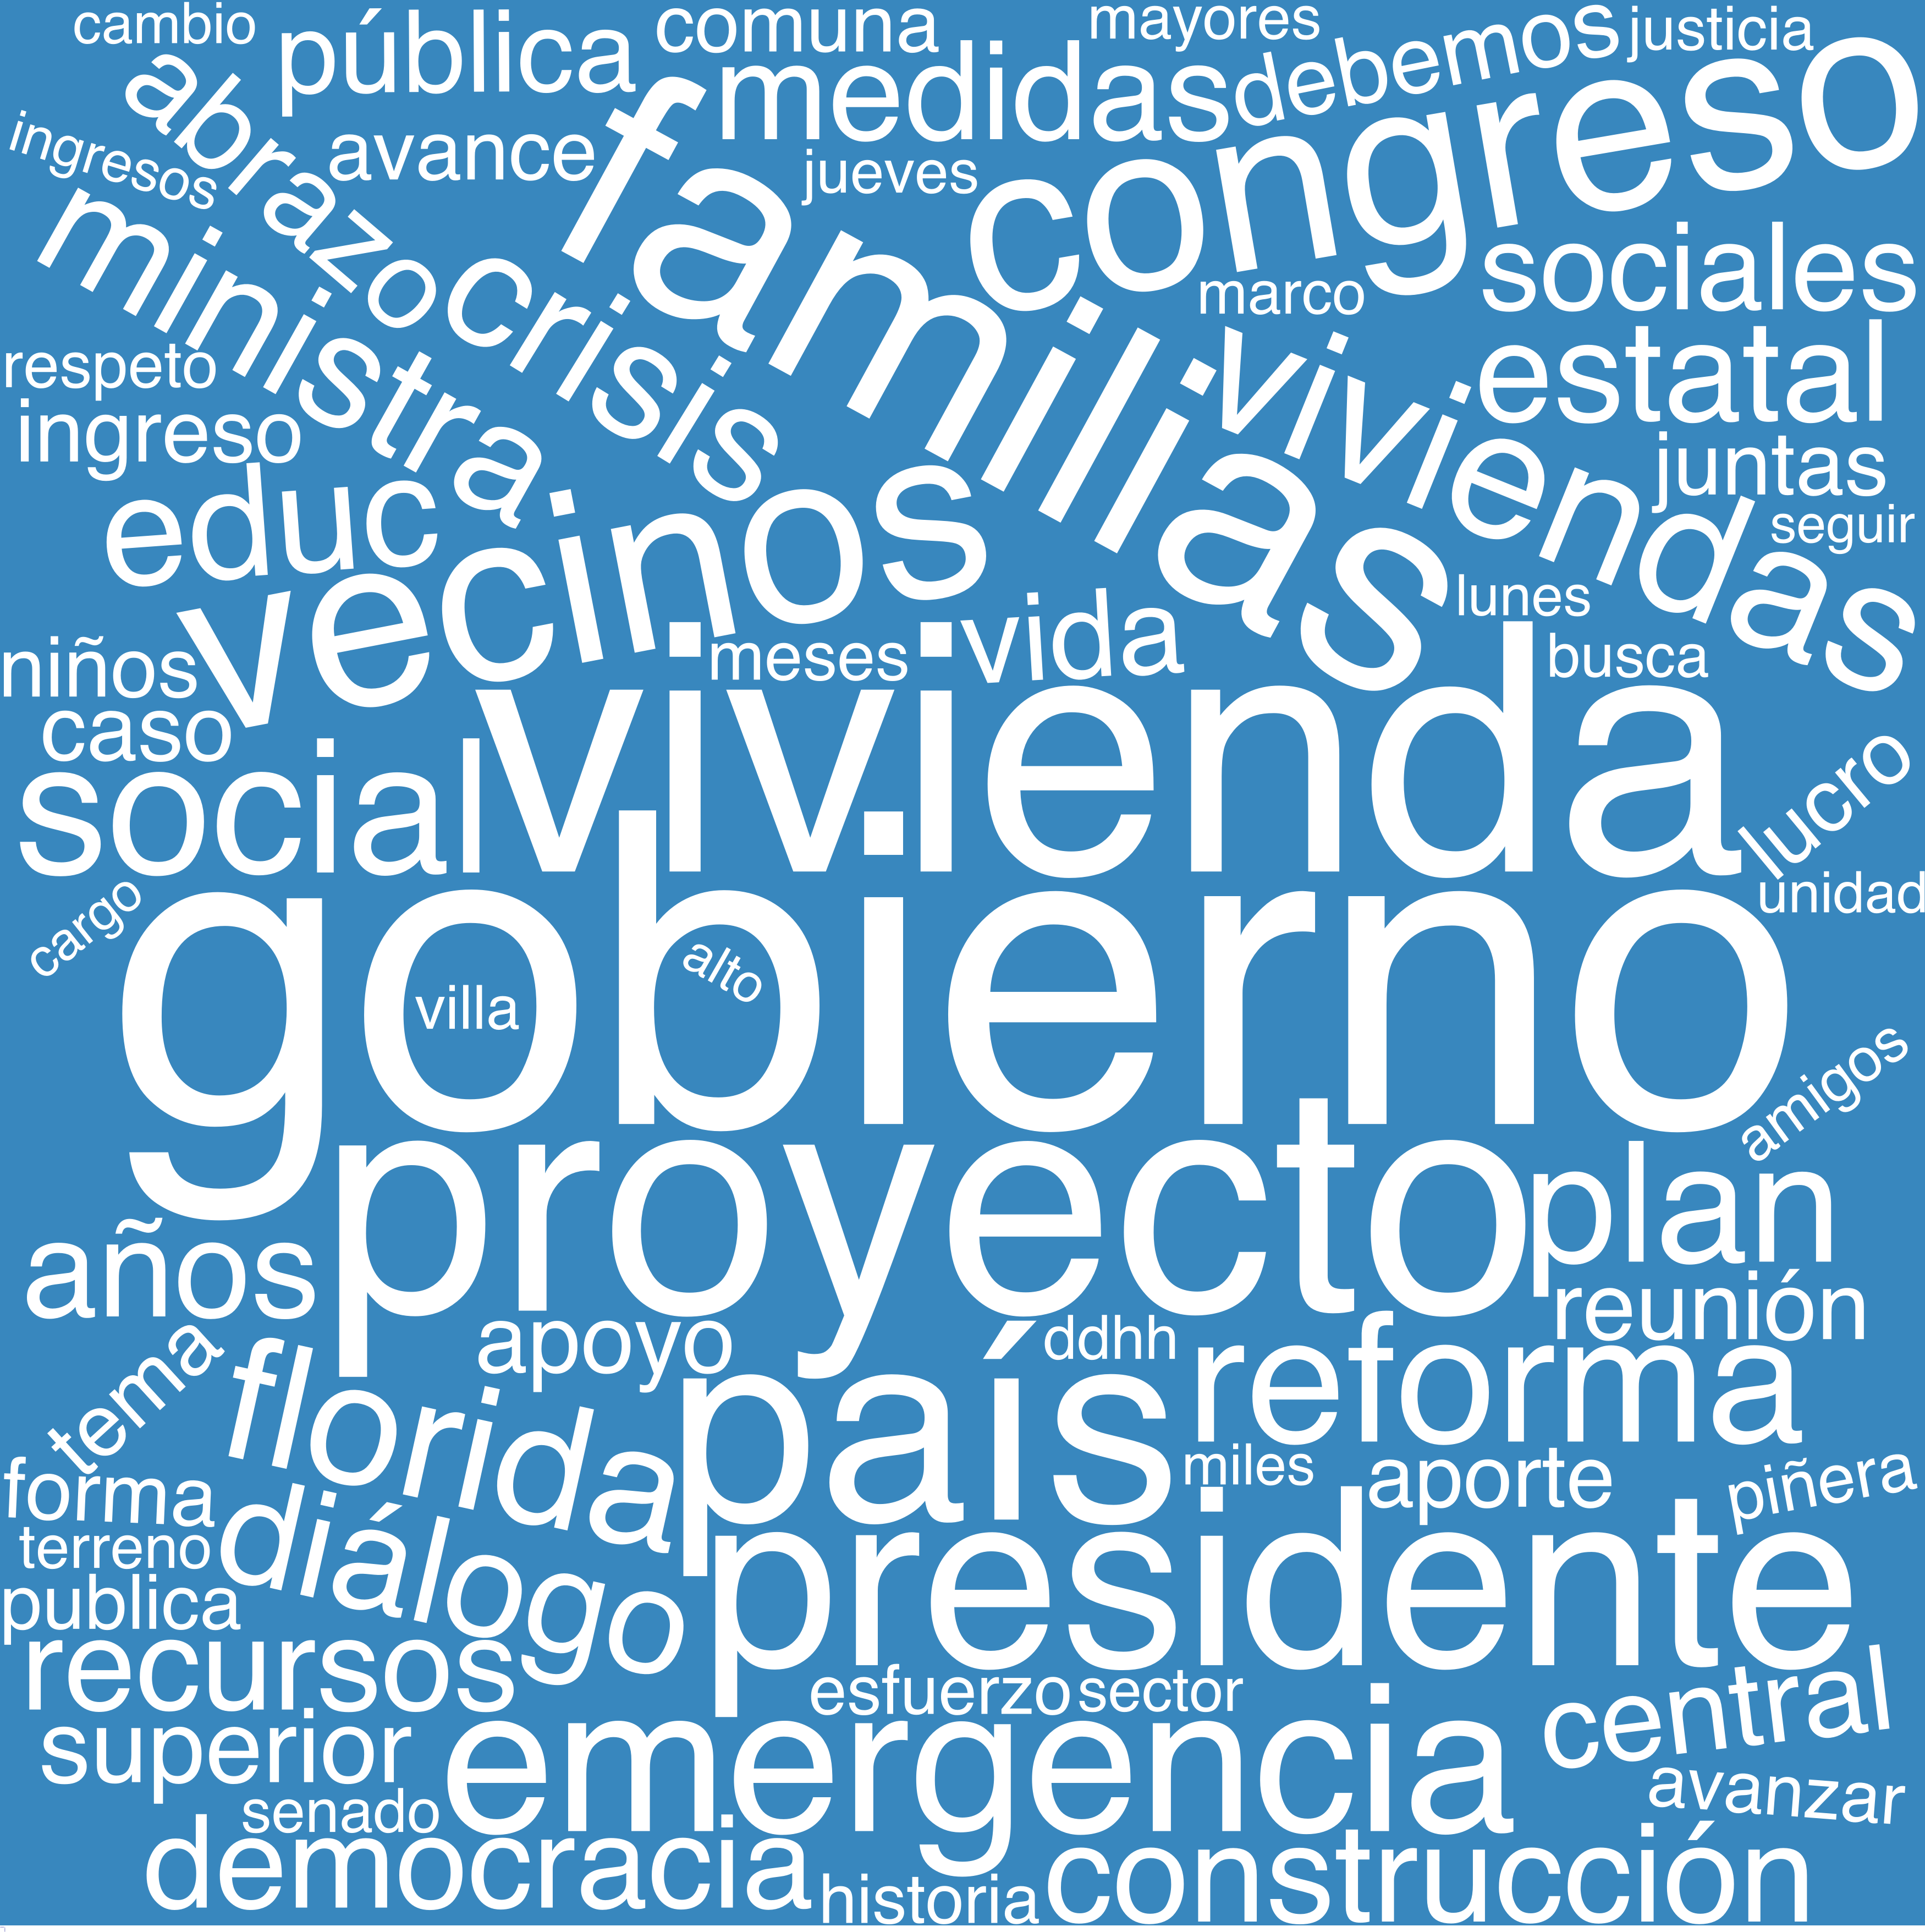 cambio
pública
comuna
mayores
justicia
debemos
medidas
abrazo
ingresos
avance
jueves
congreso
familias
ministra
crisis
marco
sociales
respeto
estatal
viviendas
ingreso
juntas
educ
seguir
vecinos
lunes
niños
meses
vida
busca
caso
social
vivienda
lucro
cargo
unidad
gobierno
villa
alto
amigos
proyecto
plan
años
reunión
tema
apoyo
ddhh
reforma
florida
país
forma
miles
aporte
piñera
terreno
diálogo
presidente
publica
recursos
esfuerzo
sector
central
superior
emergencia
avanzar
senado
democracia
historia
construcción